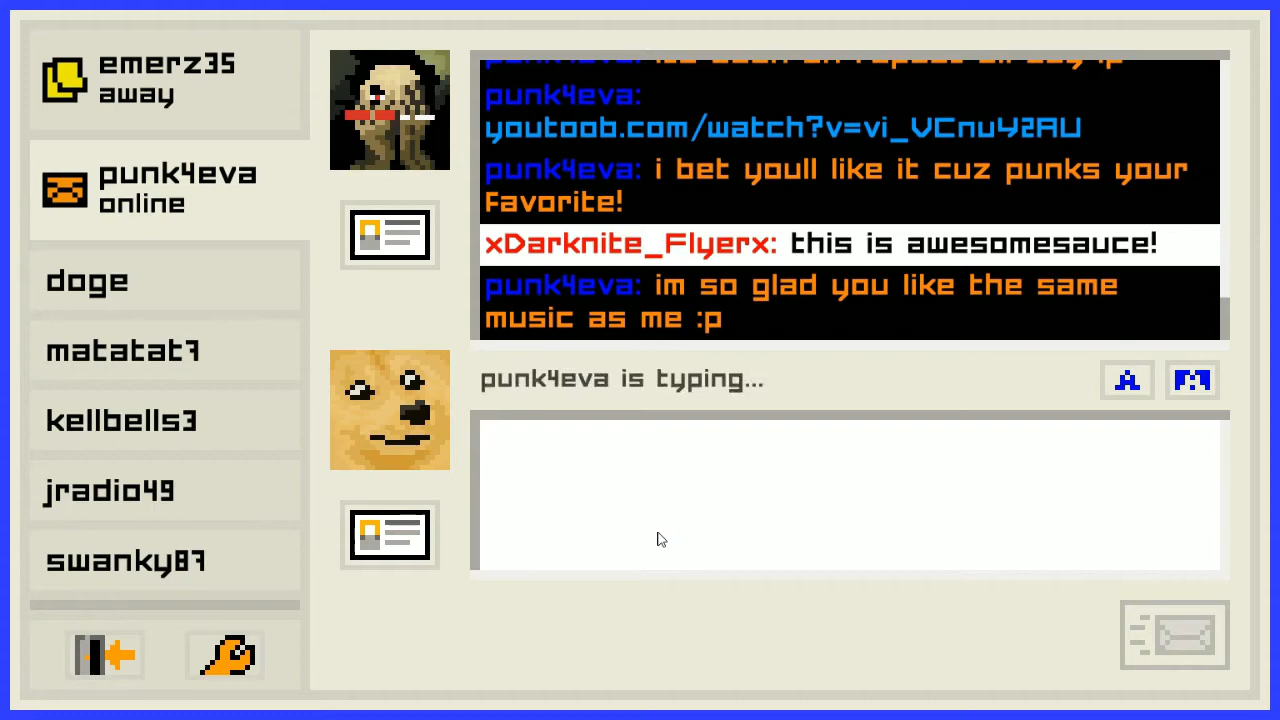 emerz35
away
punk4eva
online
doge
matatat7
kellbells3
jradio49
swanky87
punk4eva:
youtoob.com/watch?v=vi_VCnuY2AU
punk4eva: i bet youll like it cuz punks your
favorite!
xDarknite_Flyerx: this is awesomesauce!
punk4eva: im so glad you like the same
music as me :p
punk4eva is typing...
A